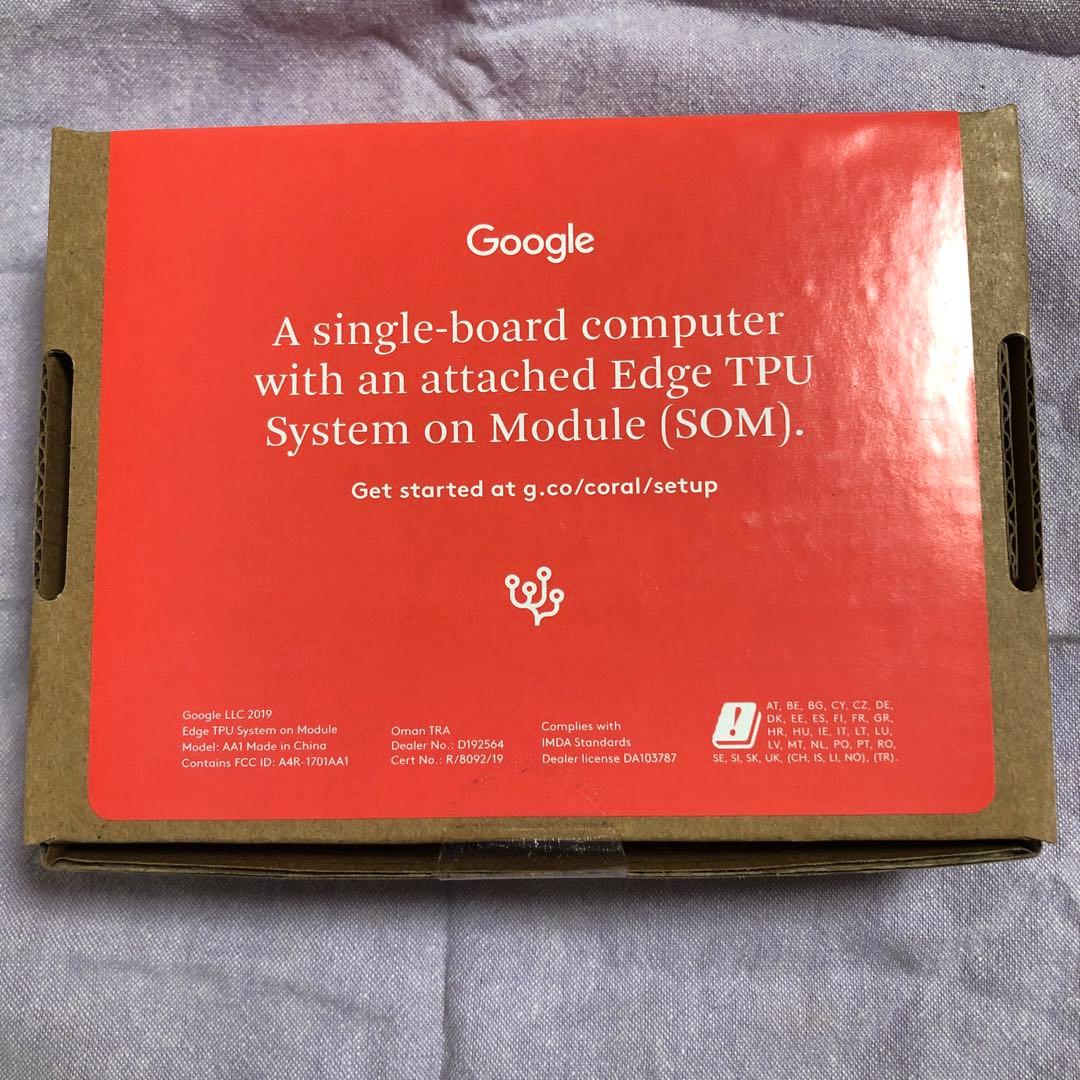 Google
A single-board computer
with an attached Edge TPU
System on Module (SOM).
Get started at g.co/coral/setup
Google LLC 2019
Edge TPU System on Module
Model: AA1 Made in China
Contains FCC ID: A4R-1701AA1
Oman TRA
Dealer No.: D192564
Cert No.: R/8092/19
Complies with
IMDA Standards
Dealer license DA103787
!
AT, BE, BG, CY, CZ, DE,
DK, EE, ES, FI, FR, GR,
HR, HU, IE, IT, LT, LU,
LV, MT, NL, PO, PT, RO,
SE, SI, SK, UK, (CH, IS, LI, NO), (TR).